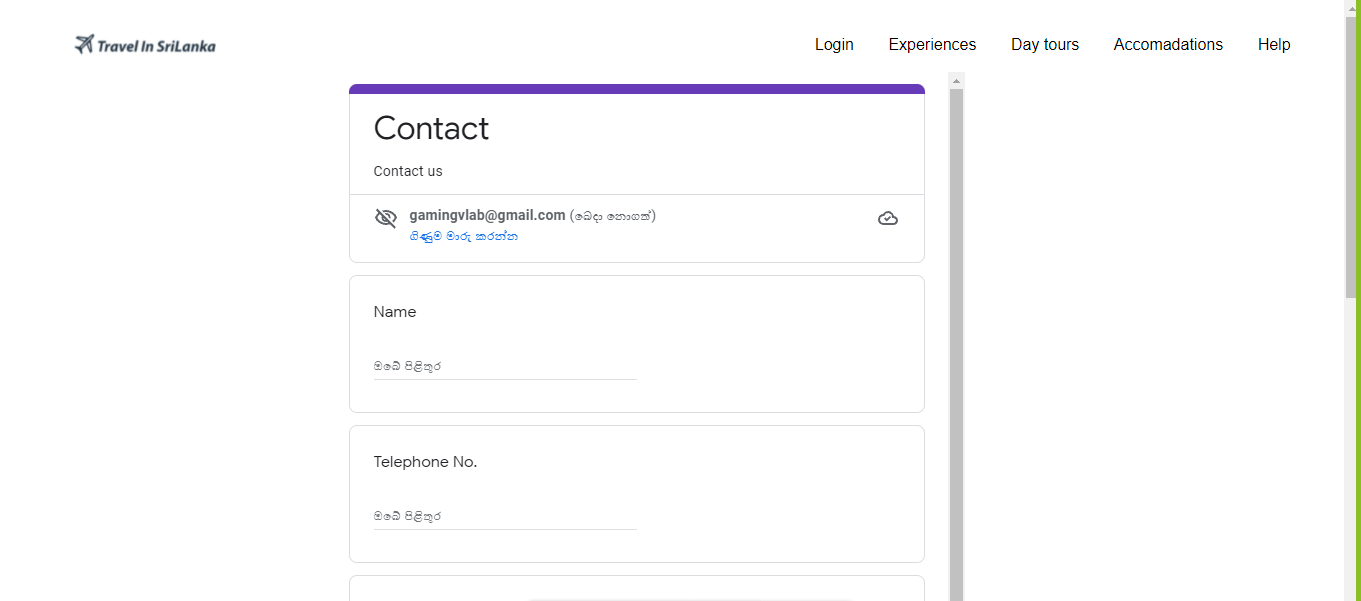 Travel In SriLanka
Login Experiences Day tours Accomadations Help
Contact
Contact us
gamingvlab@gmail.com (බෙදා නොගත්)
ගිණුම මාරු කරන්න
Name
ඔබේ පිළිතුර
Telephone No.
ඔබේ පිළිතුර